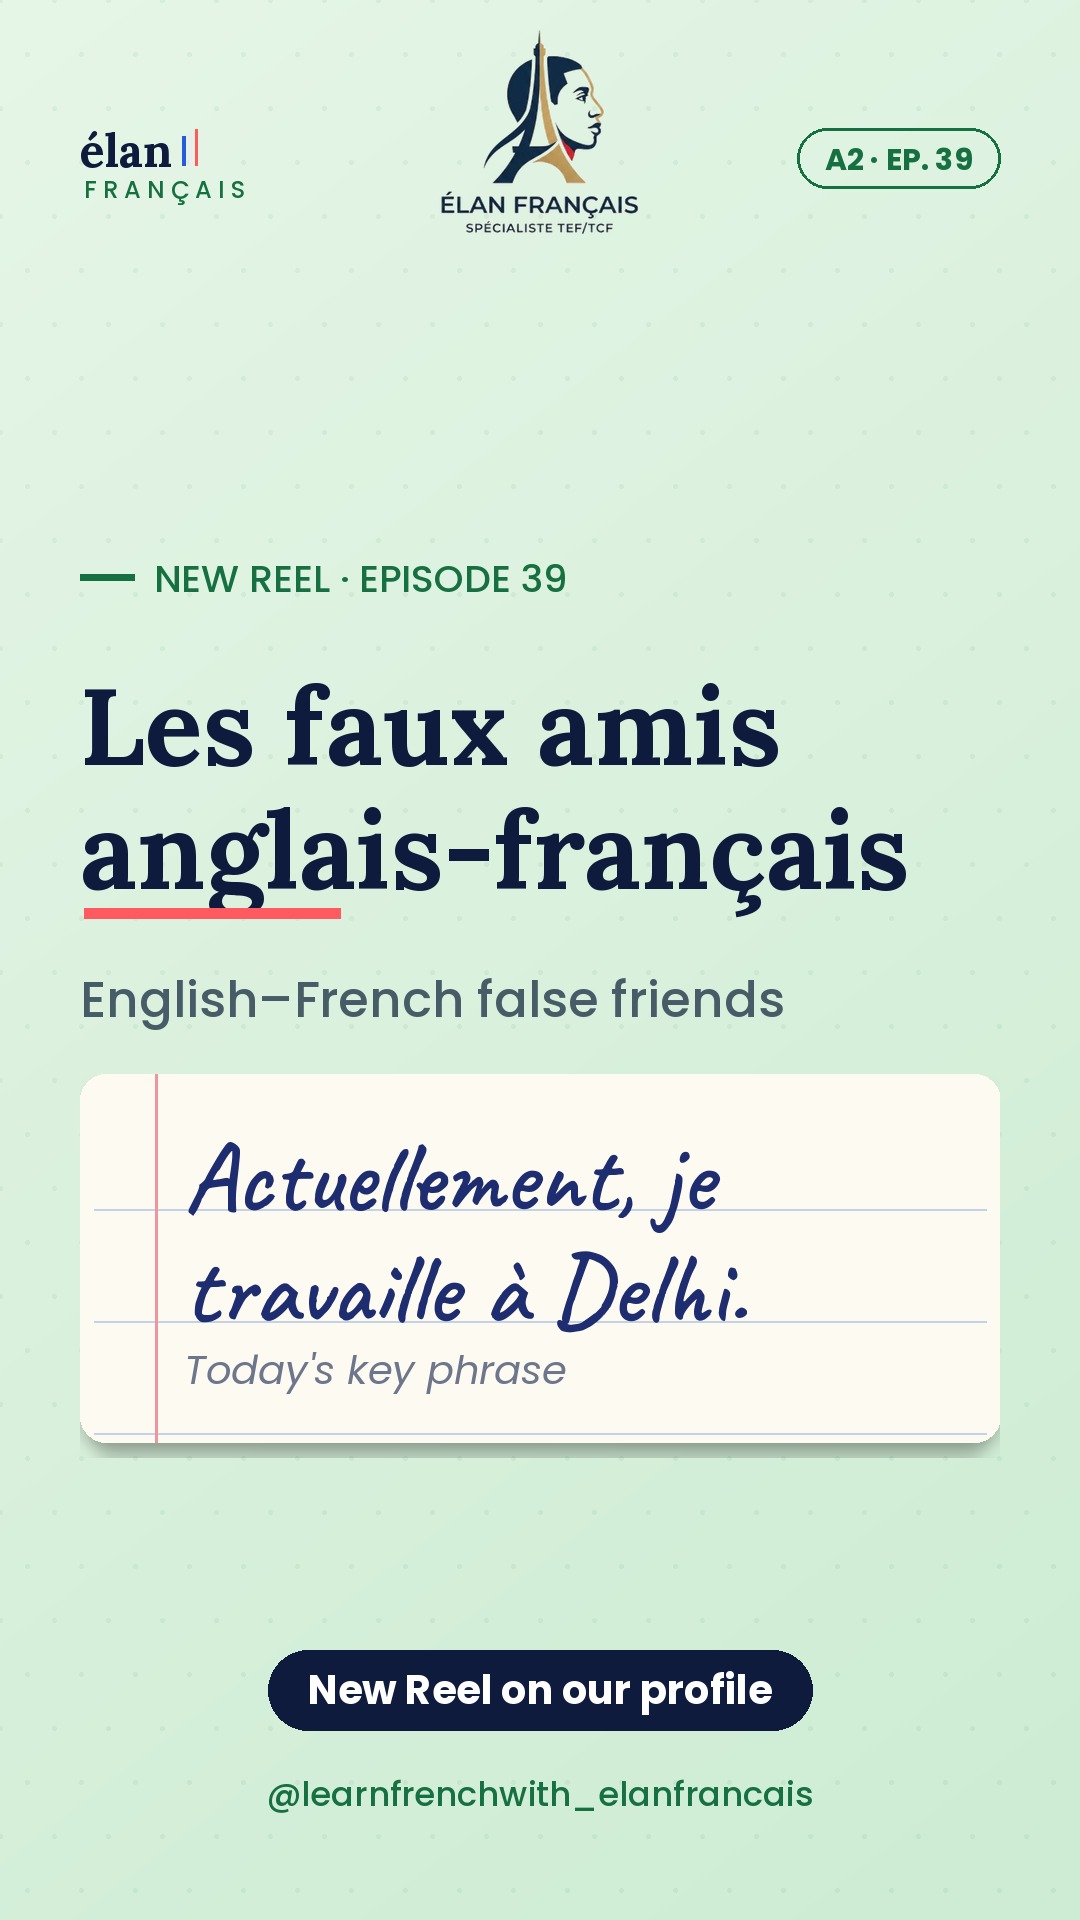 élan
FRANÇAIS
ÉLAN FRANÇAIS
SPÉCIALISTE TEF/TCF
A2 · EP. 39
NEW REEL · EPISODE 39
Les faux amis
anglais-français
English–French false friends
Actuellement, je
travaille à Delhi.
Today's key phrase
New Reel on our profile
@learnfrenchwith_elanfrancais